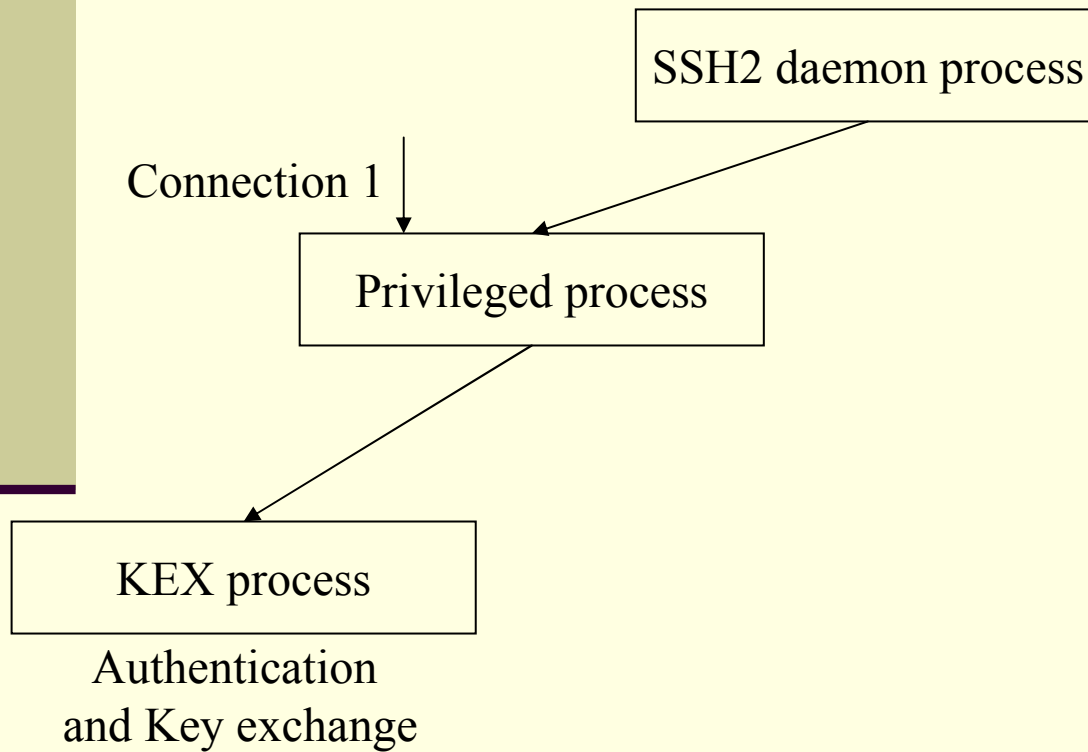 SSH2 daemon process
Connection 1
Privileged process
KEX process
Authentication
and Key exchange